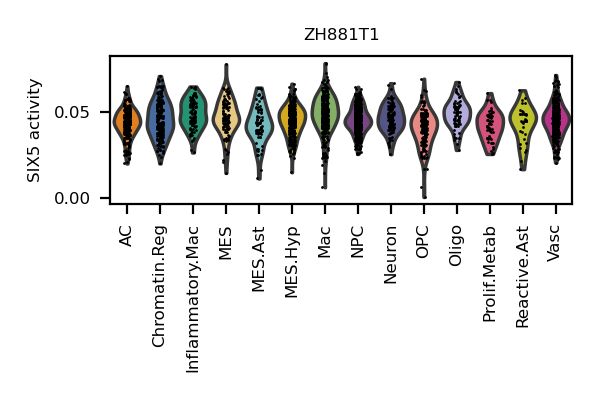 ZH881T1
SIX5 activity
0.05
0.00
AC
Chromatin.Reg
Inflammatory.Mac
MES
MES.Ast
MES.Hyp
Mac
NPC
Neuron
OPC
Oligo
Prolif.Metab
Reactive.Ast
Vasc